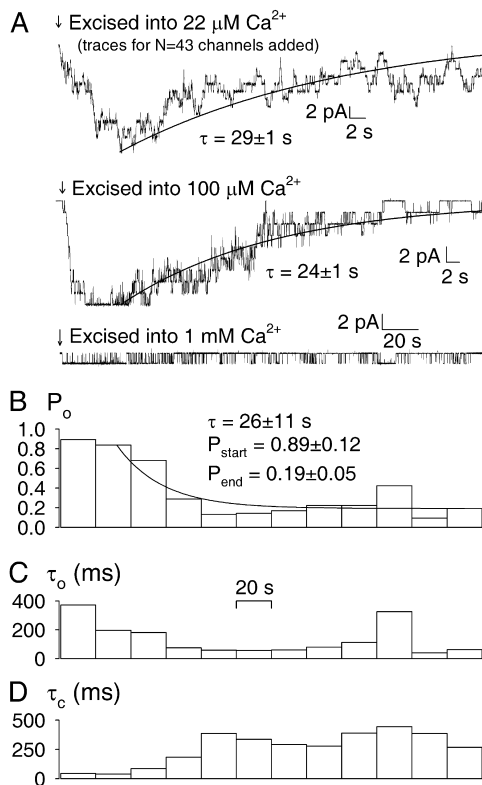 A
↓ Excised into 22 μM Ca²⁺
(traces for N=43 channels added)
2 pA
2 s
τ = 29±1 s
↓ Excised into 100 μM Ca²⁺
2 pA
2 s
τ = 24±1 s
2 pA
20 s
↓ Excised into 1 mM Ca²⁺
B Pₒ
τ = 26±11 s
P_start = 0.89±0.12
P_end = 0.19±0.05
1.0
0.8
0.6
0.4
0.2
0.0
C τₒ (ms)
20 s
400
200
0
D τ_c (ms)
500
250
0